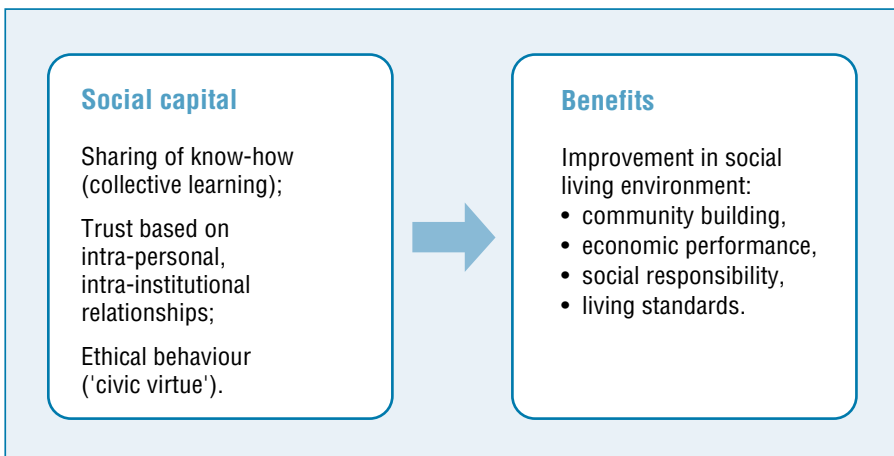 Social capital
Sharing of know-how
(collective learning);
Trust based on
intra-personal,
intra-institutional
relationships;
Ethical behaviour
('civic virtue').
Benefits
Improvement in social
living environment:
• community building,
• economic performance,
• social responsibility,
• living standards.